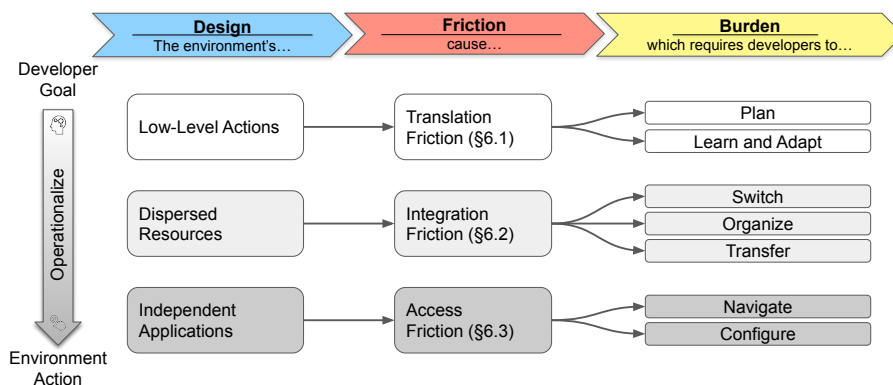 Design
The environment's…
Friction
cause…
Burden
which requires developers to…
Developer
Goal
Operationalize
Environment
Action
Low-Level Actions
Translation
Friction (§6.1)
Plan
Learn and Adapt
Dispersed
Resources
Integration
Friction (§6.2)
Switch
Organize
Transfer
Independent
Applications
Access
Friction (§6.3)
Navigate
Configure